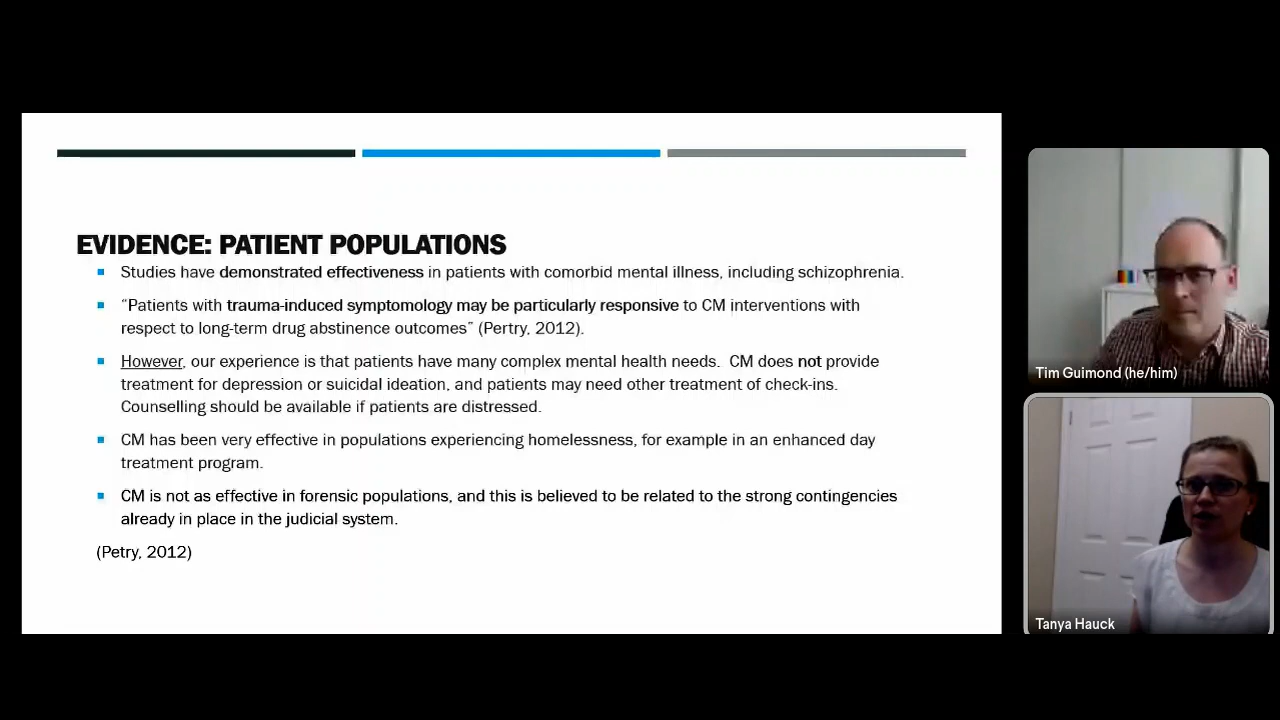 EVIDENCE: PATIENT POPULATIONS
Studies have demonstrated effectiveness in patients with comorbid mental illness, including schizophrenia.
“Patients with trauma-induced symptomology may be particularly responsive to CM interventions with
respect to long-term drug abstinence outcomes” (Pertry, 2012).
However, our experience is that patients have many complex mental health needs. CM does not provide
treatment for depression or suicidal ideation, and patients may need other treatment of check-ins.
Counselling should be available if patients are distressed.
CM has been very effective in populations experiencing homelessness, for example in an enhanced day
treatment program.
CM is not as effective in forensic populations, and this is believed to be related to the strong contingencies
already in place in the judicial system.
(Petry, 2012)
Tim Guimond (he/him)
Tanya Hauck